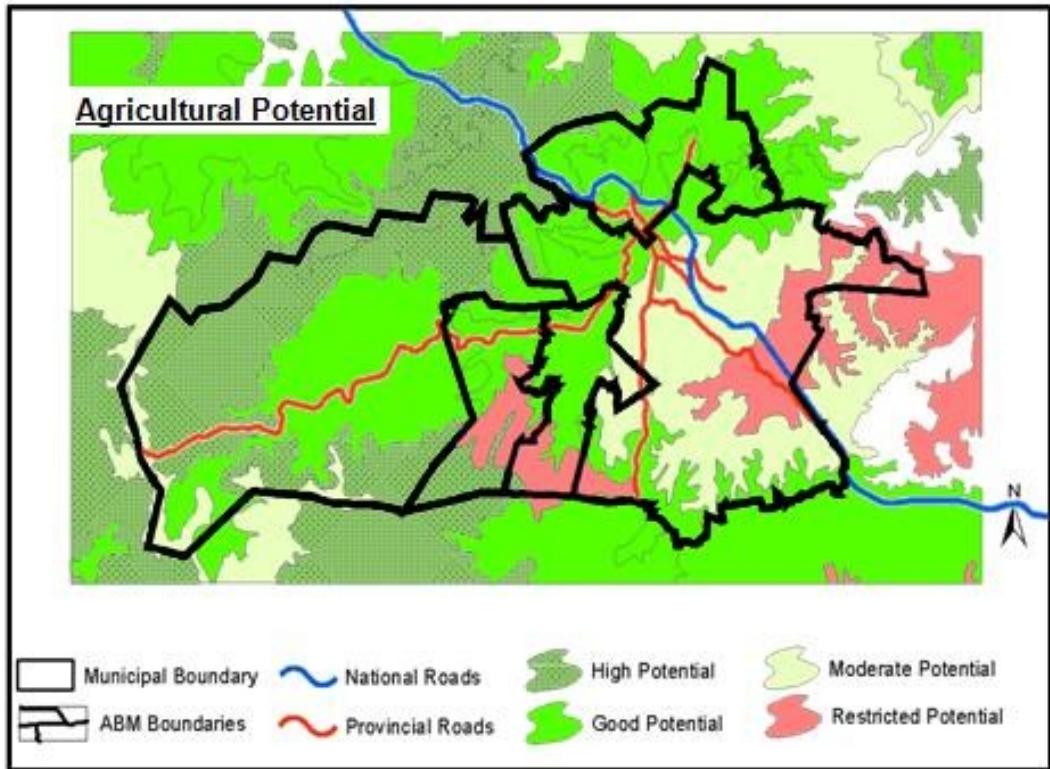 Agricultural Potential
N
Municipal Boundary
National Roads
High Potential
Moderate Potential
ABM Boundaries
Provincial Roads
Good Potential
Restricted Potential